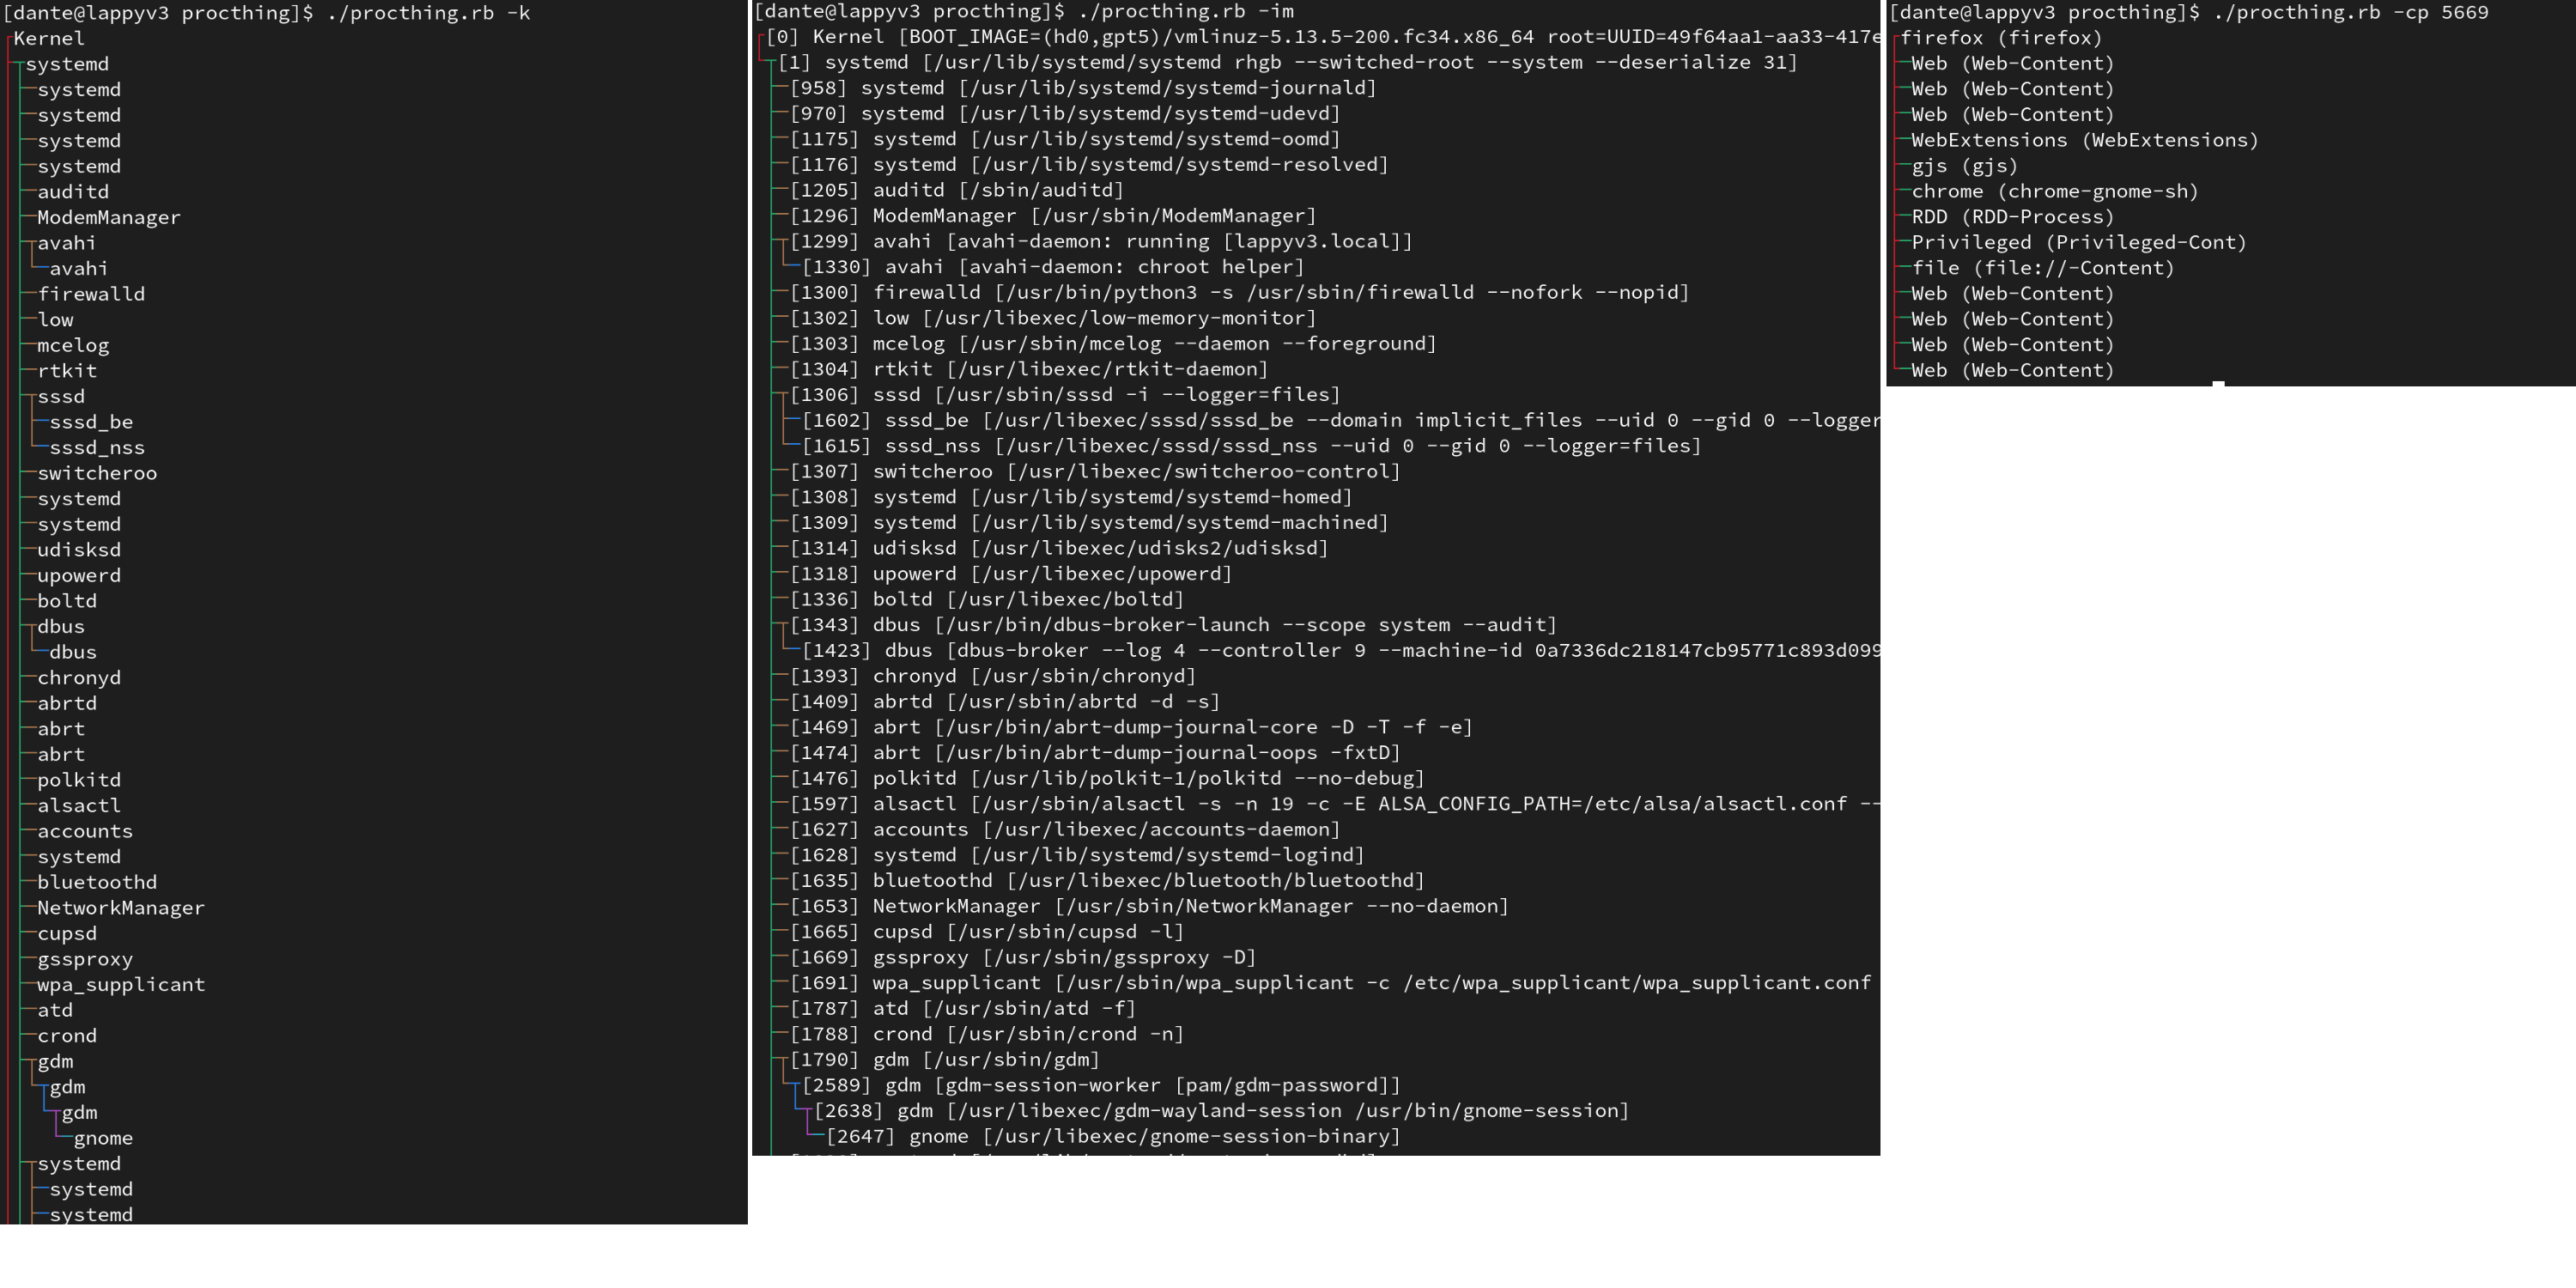 [dante@lappyv3 procthing]$ ./procthing.rb -k
Kernel
systemd
systemd
systemd
systemd
systemd
auditd
ModemManager
avahi
avahi
firewalld
low
mcelog
rtkit
sssd
sssd_be
sssd_nss
switcheroo
systemd
systemd
udisksd
upowerd
boltd
dbus
dbus
chronyd
abrtd
abrt
abrt
polkitd
alsactl
accounts
systemd
bluetoothd
NetworkManager
cupsd
gssproxy
wpa_supplicant
atd
crond
gdm
gdm
gdm
gnome
systemd
systemd
systemd
[dante@lappyv3 procthing]$ ./procthing.rb -im
[0] Kernel [BOOT_IMAGE=(hd0,gpt5)/vmlinuz-5.13.5-200.fc34.x86_64 root=UUID=49f64aa1-aa33-417e
[1] systemd [/usr/lib/systemd/systemd rhgb --switched-root --system --deserialize 31]
[958] systemd [/usr/lib/systemd/systemd-journald]
[970] systemd [/usr/lib/systemd/systemd-udevd]
[1175] systemd [/usr/lib/systemd/systemd-oomd]
[1176] systemd [/usr/lib/systemd/systemd-resolved]
[1205] auditd [/sbin/auditd]
[1296] ModemManager [/usr/sbin/ModemManager]
[1299] avahi [avahi-daemon: running [lappyv3.local]]
[1330] avahi [avahi-daemon: chroot helper]
[1300] firewalld [/usr/bin/python3 -s /usr/sbin/firewalld --nofork --nopid]
[1302] low [/usr/libexec/low-memory-monitor]
[1303] mcelog [/usr/sbin/mcelog --daemon --foreground]
[1304] rtkit [/usr/libexec/rtkit-daemon]
[1306] sssd [/usr/sbin/sssd -i --logger=files]
[1602] sssd_be [/usr/libexec/sssd/sssd_be --domain implicit_files --uid 0 --gid 0 --logger
[1615] sssd_nss [/usr/libexec/sssd/sssd_nss --uid 0 --gid 0 --logger=files]
[1307] switcheroo [/usr/libexec/switcheroo-control]
[1308] systemd [/usr/lib/systemd/systemd-homed]
[1309] systemd [/usr/lib/systemd/systemd-machined]
[1314] udisksd [/usr/libexec/udisks2/udisksd]
[1318] upowerd [/usr/libexec/upowerd]
[1336] boltd [/usr/libexec/boltd]
[1343] dbus [/usr/bin/dbus-broker-launch --scope system --audit]
[1423] dbus [dbus-broker --log 4 --controller 9 --machine-id 0a7336dc218147cb95771c893d099
[1393] chronyd [/usr/sbin/chronyd]
[1409] abrtd [/usr/sbin/abrtd -d -s]
[1469] abrt [/usr/bin/abrt-dump-journal-core -D -T -f -e]
[1474] abrt [/usr/bin/abrt-dump-journal-oops -fxtD]
[1476] polkitd [/usr/lib/polkit-1/polkitd --no-debug]
[1597] alsactl [/usr/sbin/alsactl -s -n 19 -c -E ALSA_CONFIG_PATH=/etc/alsa/alsactl.conf --
[1627] accounts [/usr/libexec/accounts-daemon]
[1628] systemd [/usr/lib/systemd/systemd-logind]
[1635] bluetoothd [/usr/libexec/bluetooth/bluetoothd]
[1653] NetworkManager [/usr/sbin/NetworkManager --no-daemon]
[1665] cupsd [/usr/sbin/cupsd -l]
[1669] gssproxy [/usr/sbin/gssproxy -D]
[1691] wpa_supplicant [/usr/sbin/wpa_supplicant -c /etc/wpa_supplicant/wpa_supplicant.conf
[1787] atd [/usr/sbin/atd -f]
[1788] crond [/usr/sbin/crond -n]
[1790] gdm [/usr/sbin/gdm]
[2589] gdm [gdm-session-worker [pam/gdm-password]]
[2638] gdm [/usr/libexec/gdm-wayland-session /usr/bin/gnome-session]
[2647] gnome [/usr/libexec/gnome-session-binary]
[dante@lappyv3 procthing]$ ./procthing.rb -cp 5669
firefox (firefox)
Web (Web-Content)
Web (Web-Content)
Web (Web-Content)
WebExtensions (WebExtensions)
gjs (gjs)
chrome (chrome-gnome-sh)
RDD (RDD-Process)
Privileged (Privileged-Cont)
file (file://-Content)
Web (Web-Content)
Web (Web-Content)
Web (Web-Content)
Web (Web-Content)